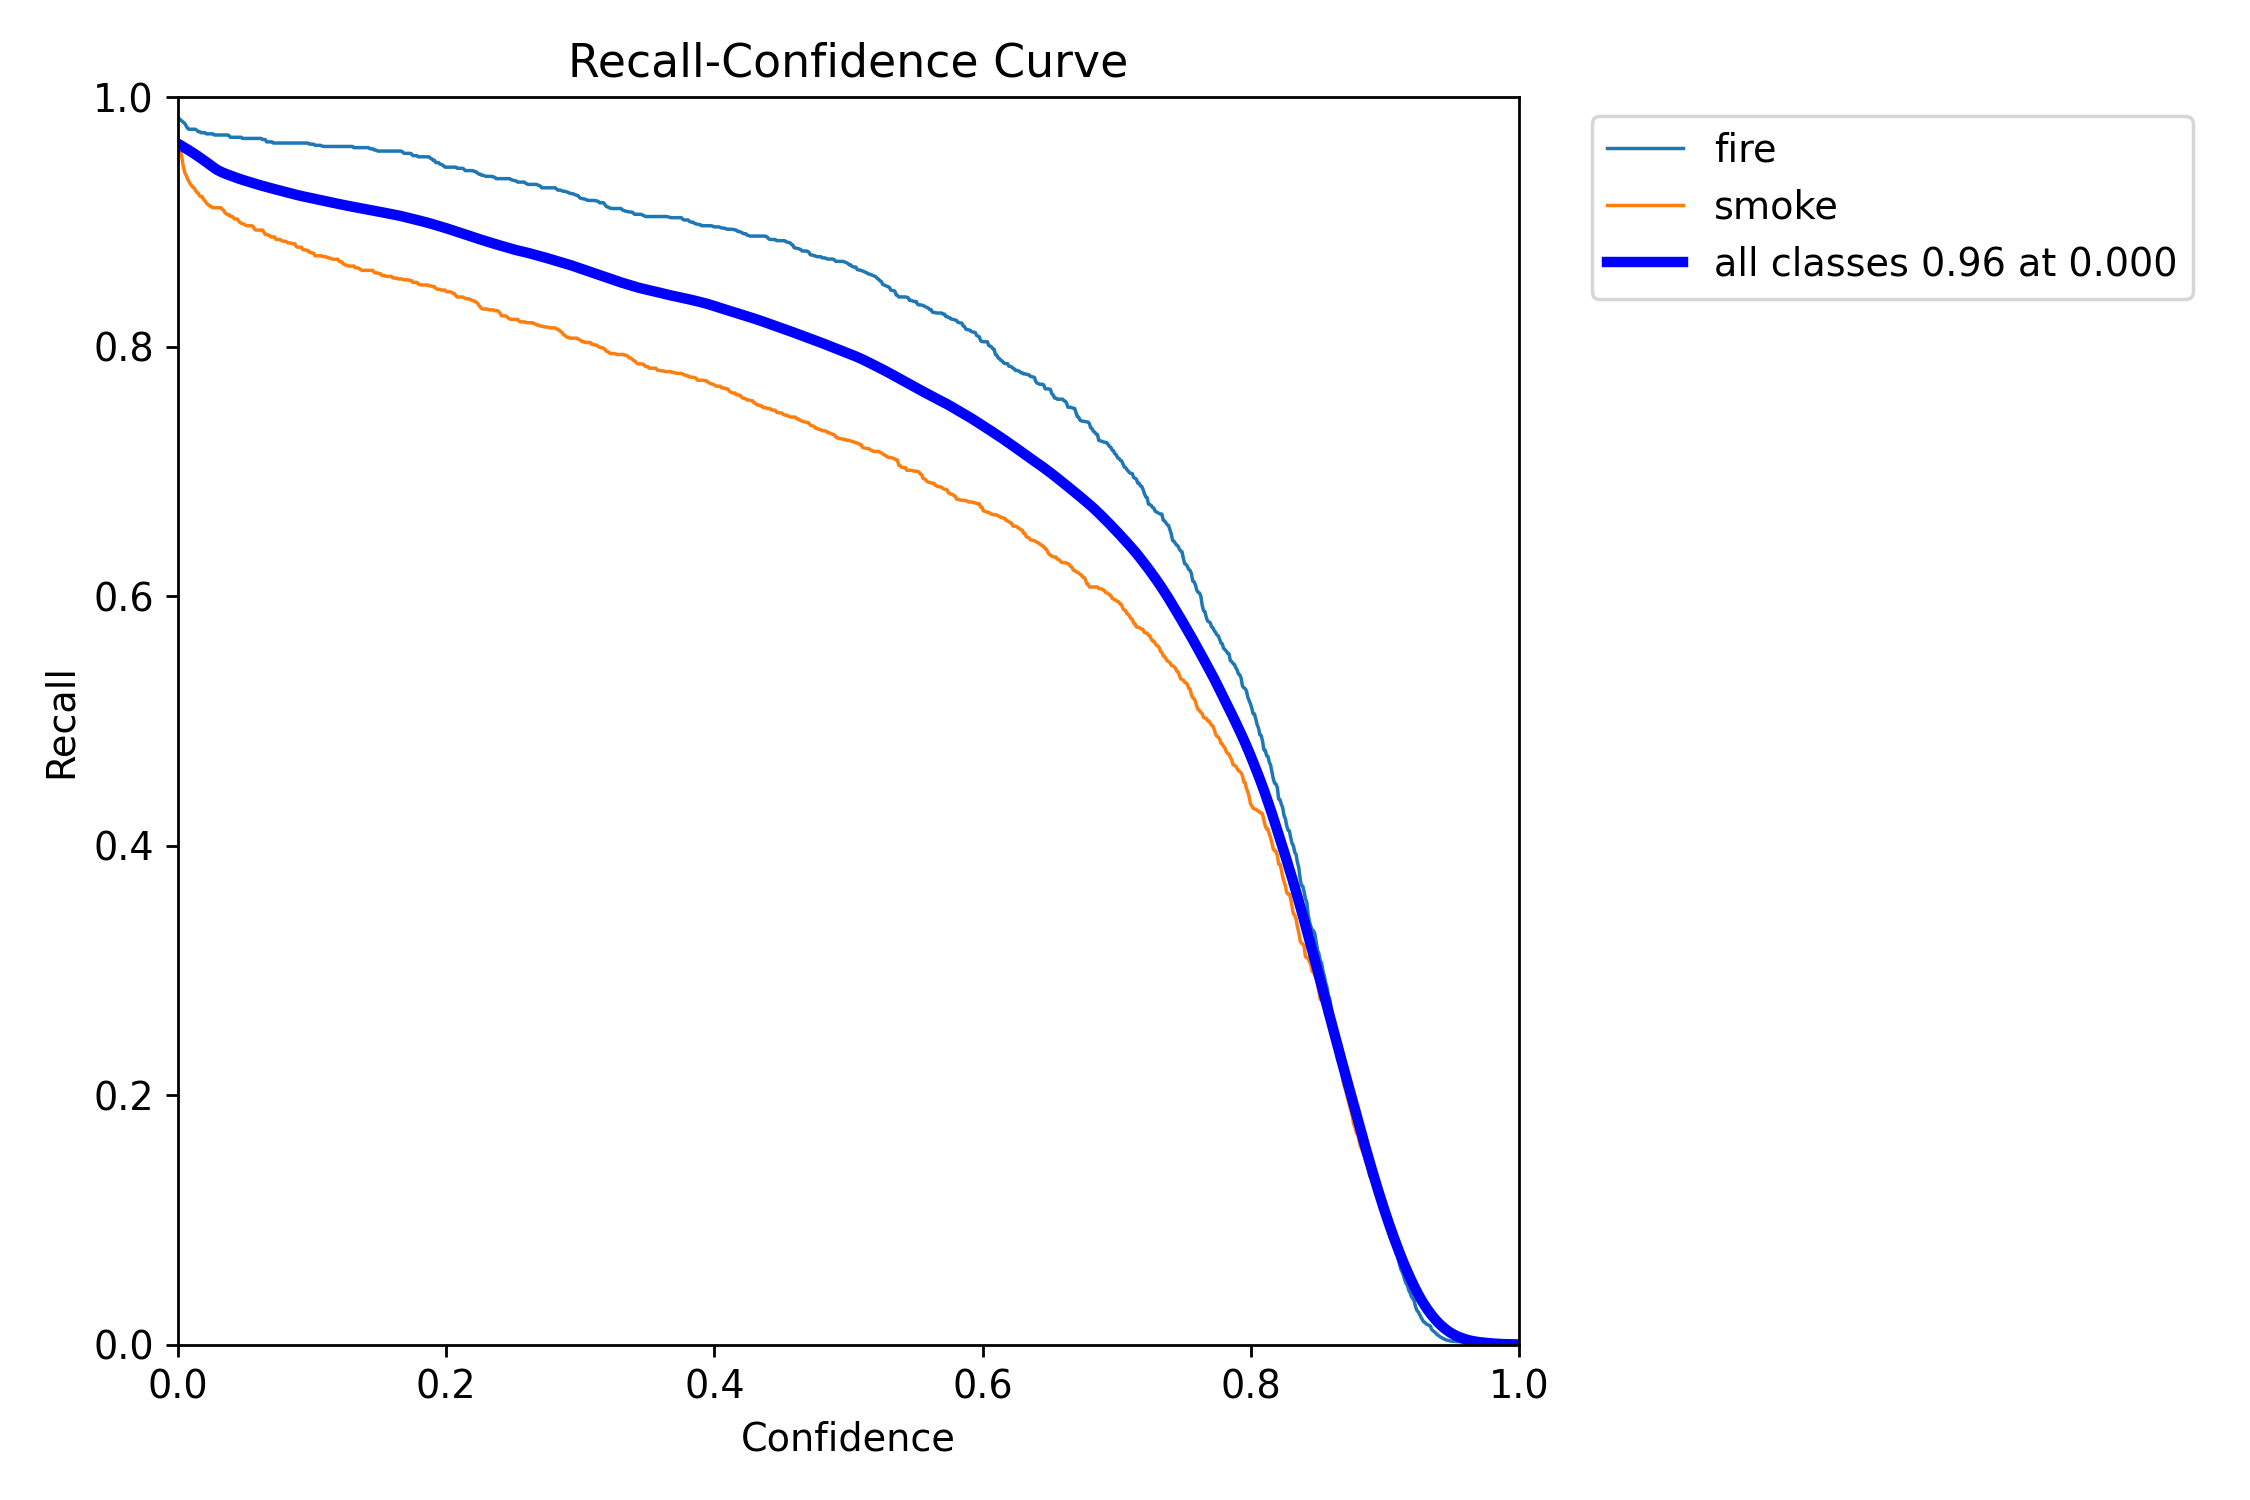 Recall-Confidence Curve
1.0
0.8
0.6
0.4
0.2
0.0
Recall
0.0 0.2 0.4 0.6 0.8 1.0
Confidence
fire
smoke
all classes 0.96 at 0.000